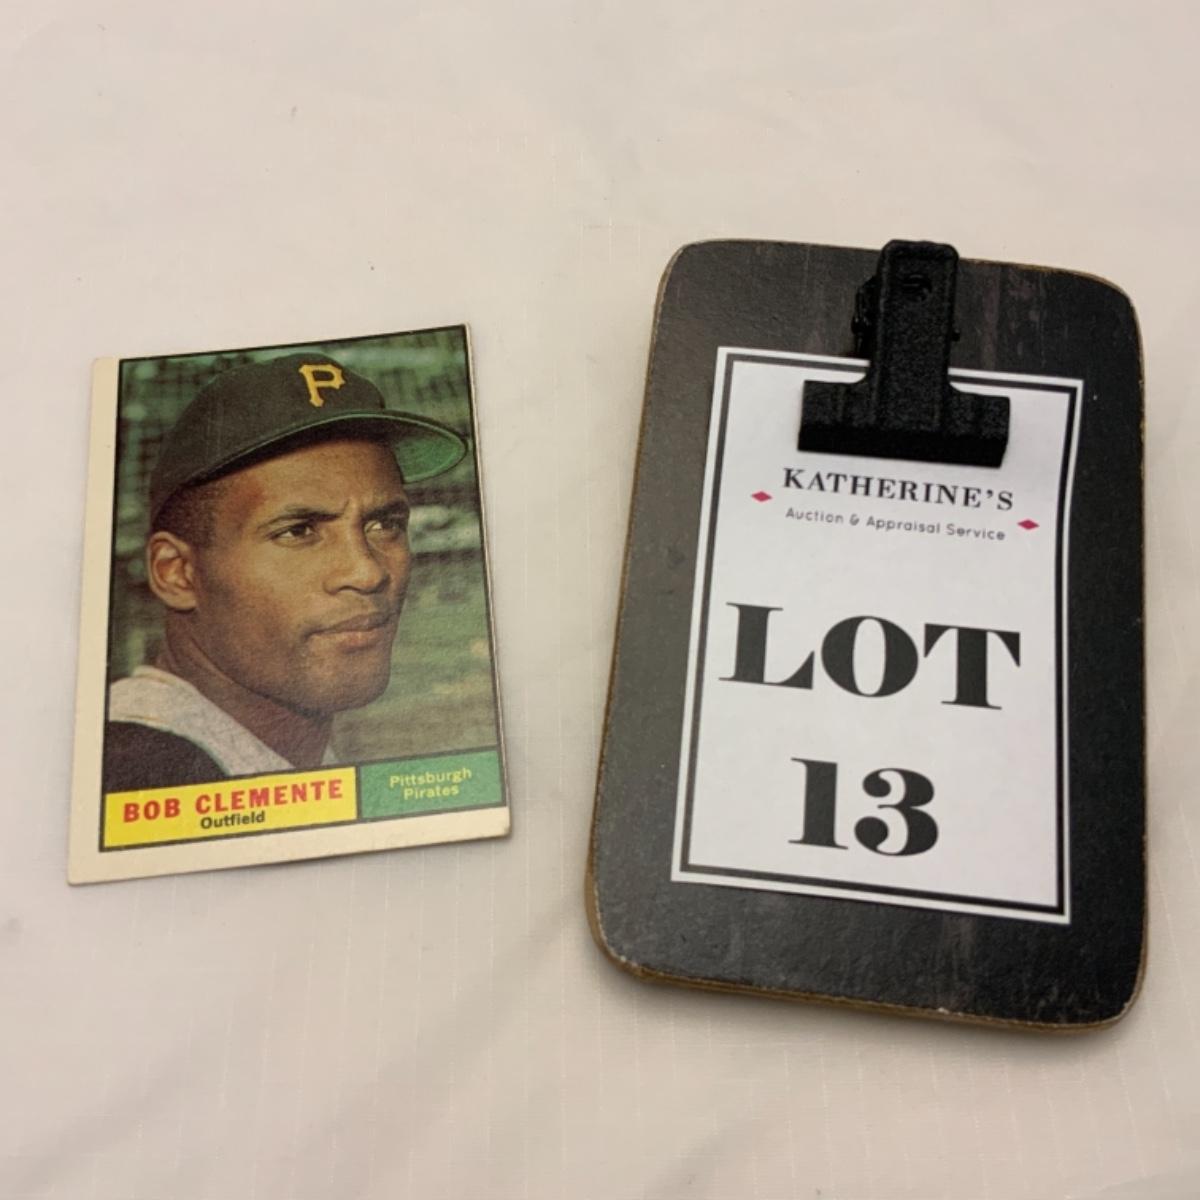 P
BOB CLEMENTE
Outfield
Pittsburgh
Pirates
KATHERINE'S
Auction & Appraisal Service
LOT
13